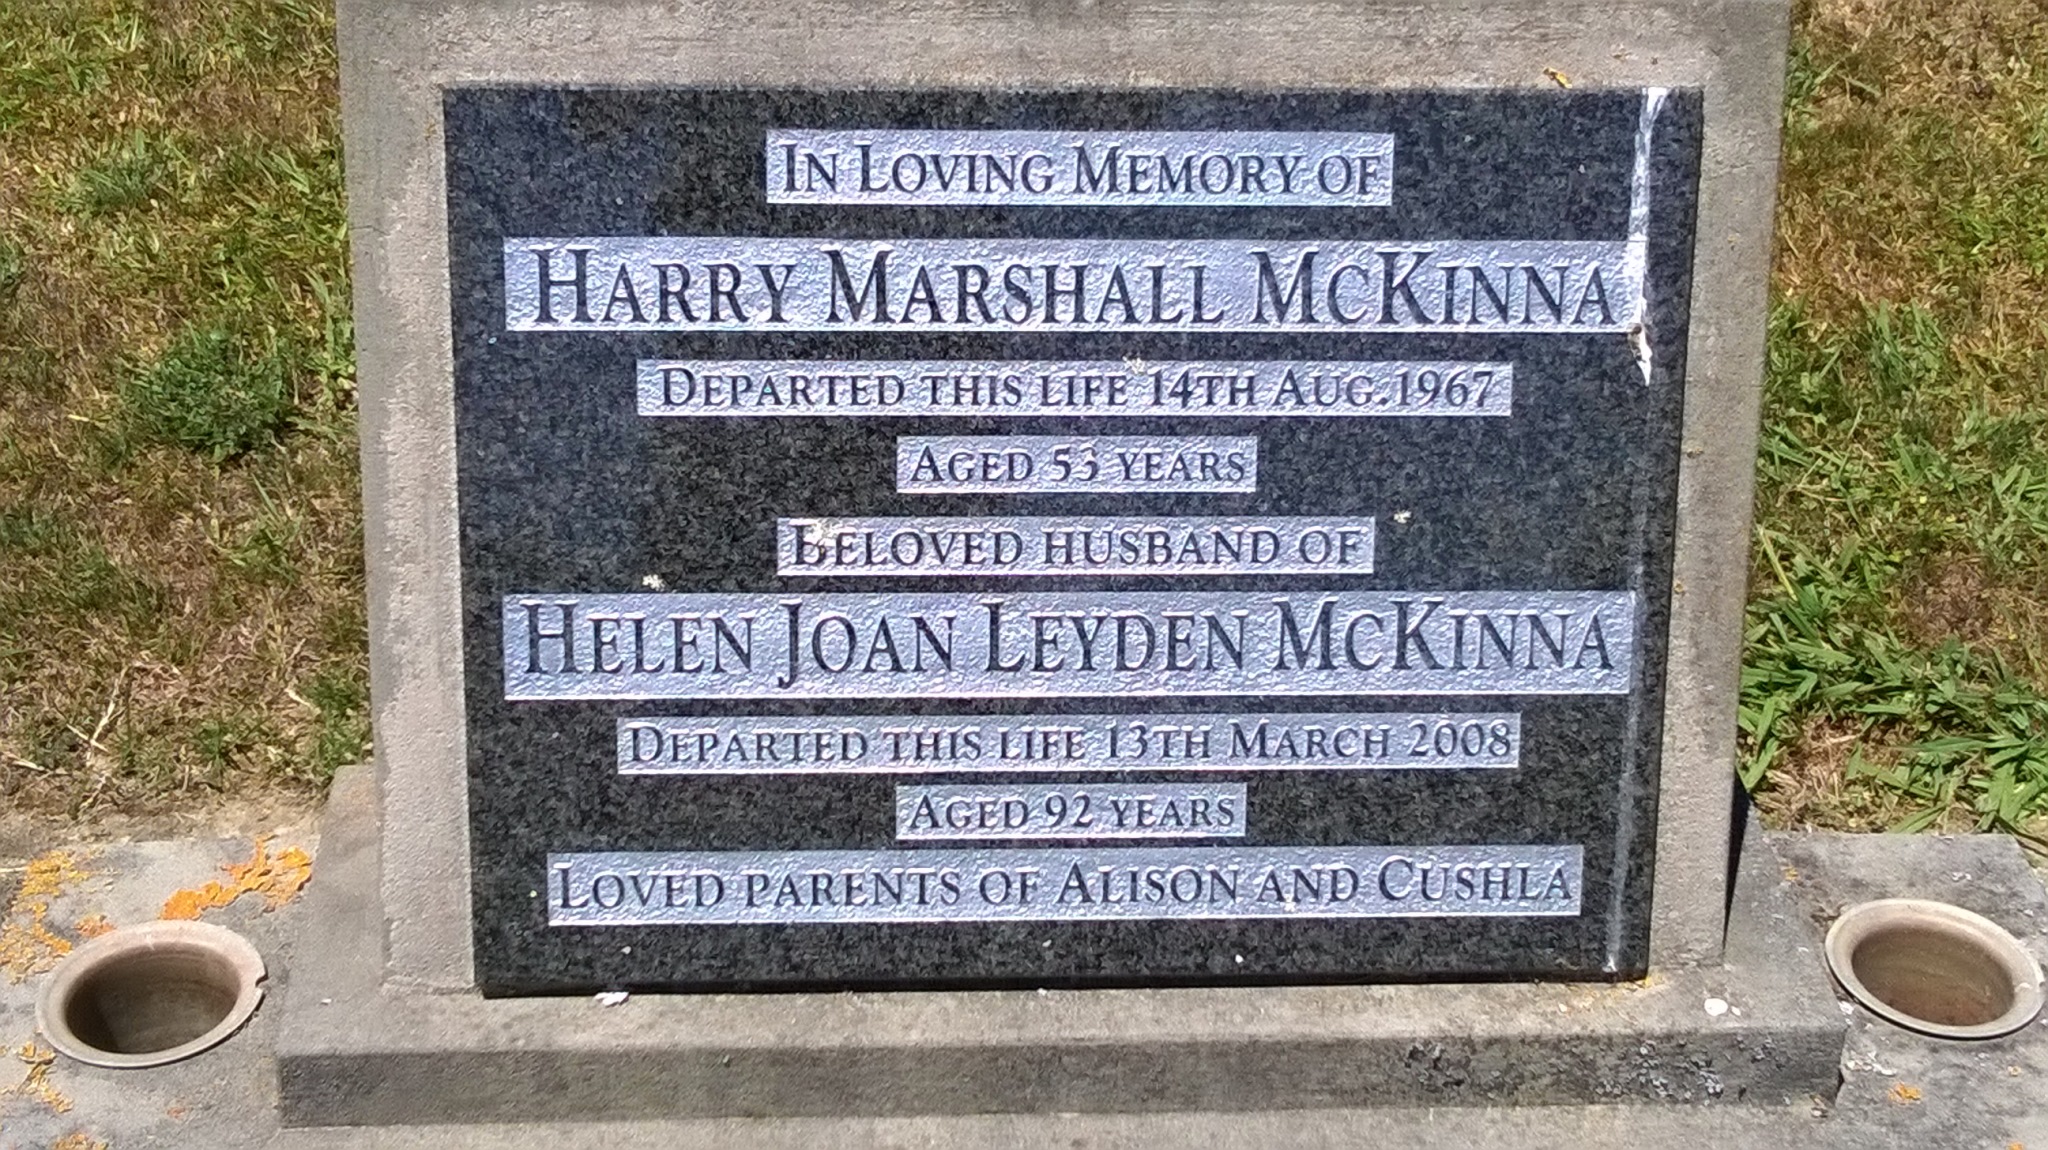 In Loving Memory of
Harry Marshall McKinna
Departed this life 14th Aug. 1967
Aged 53 years
Beloved husband of
Helen Joan Leyden McKinna
Departed this life 13th March 2008
Aged 92 years
Loved parents of Alison and Cushla